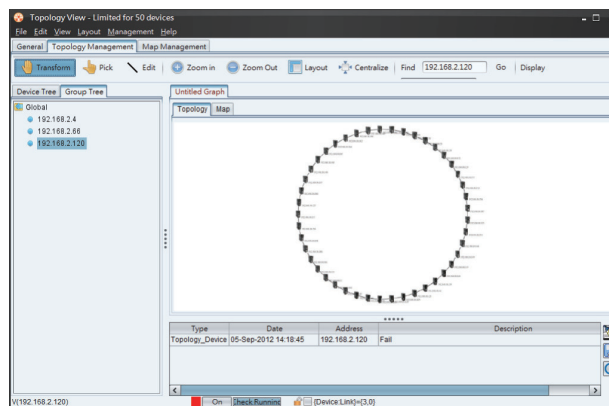 Topology View - Limited for 50 devices
File Edit View Layout Management Help
General Topology Management Map Management
Transform Pick Edit Zoom in Zoom Out Layout Centralize Find 192.168.2.120 Go Display
Device Tree Group Tree Untitled Graph
Global
192.168.2.4
192.168.2.66
192.168.2.120
Topology Map
Type Date Address Description
Topology_Device 05-Sep-2012 14:18:45 192.168.2.120 Fail
V(192.168.2.120) On Check Running {Device:Link}={3,0}